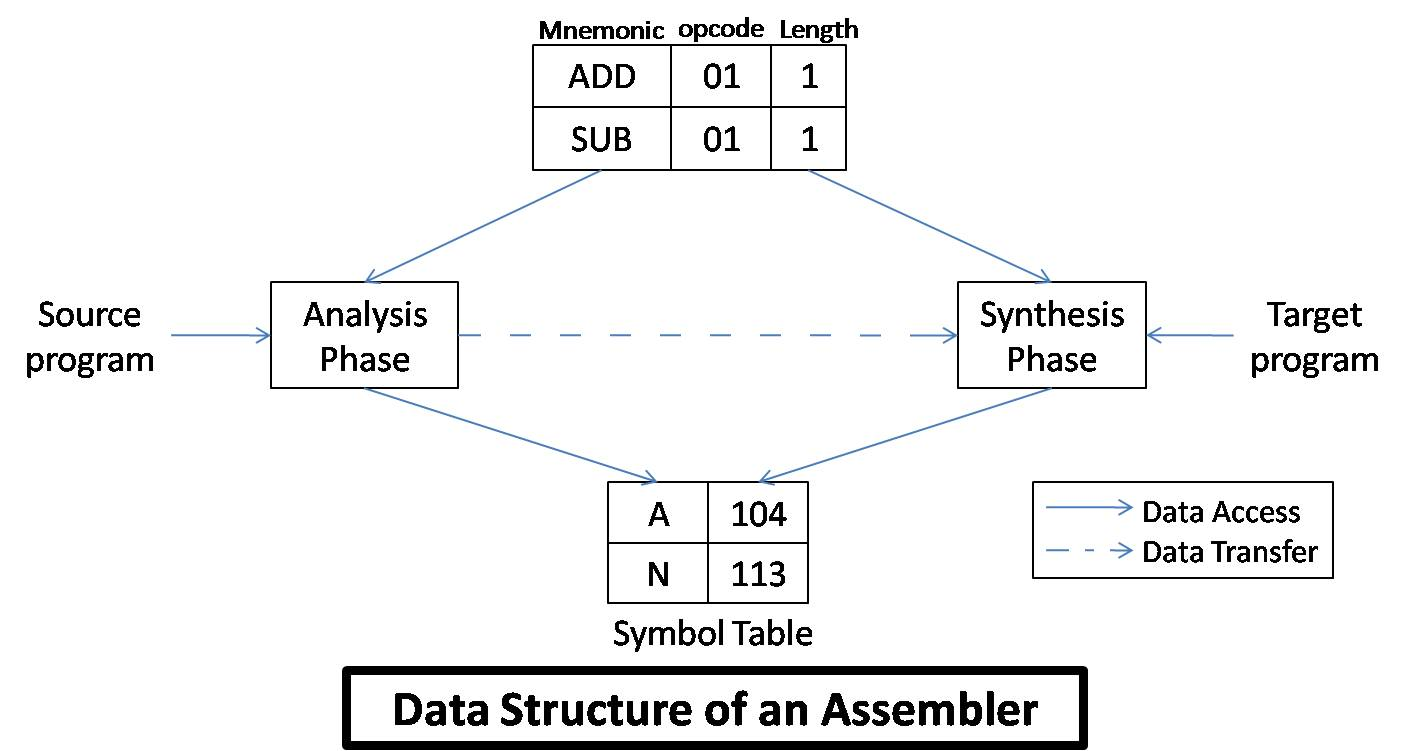 Mnemonic opcode Length
ADD 01 1
SUB 01 1
Source program
Analysis Phase
Synthesis Phase
Target program
A 104
N 113
Symbol Table
Data Access
Data Transfer
Data Structure of an Assembler